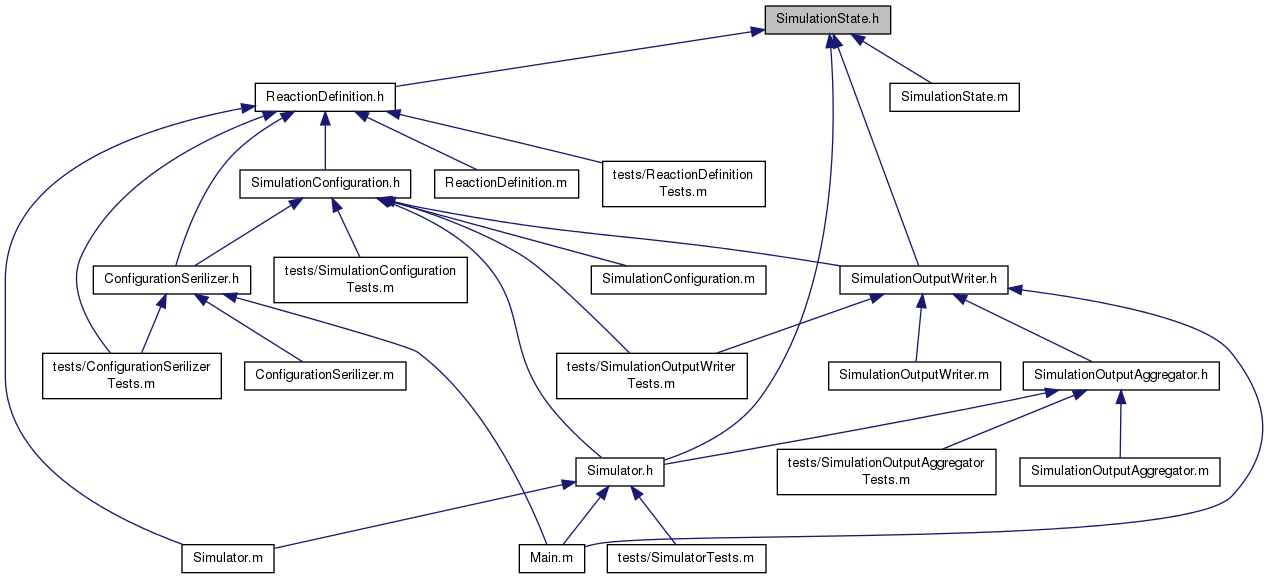 SimulationState.h
ReactionDefinition.h
SimulationState.m
SimulationConfiguration.h
ReactionDefinition.m
tests/ReactionDefinition
Tests.m
ConfigurationSerilizer.h
tests/SimulationConfiguration
Tests.m
SimulationConfiguration.m
SimulationOutputWriter.h
tests/ConfigurationSerilizer
Tests.m
ConfigurationSerilizer.m
tests/SimulationOutputWriter
Tests.m
SimulationOutputWriter.m
SimulationOutputAggregator.h
Simulator.h
tests/SimulationOutputAggregator
Tests.m
SimulationOutputAggregator.m
Simulator.m
Main.m
tests/SimulatorTests.m